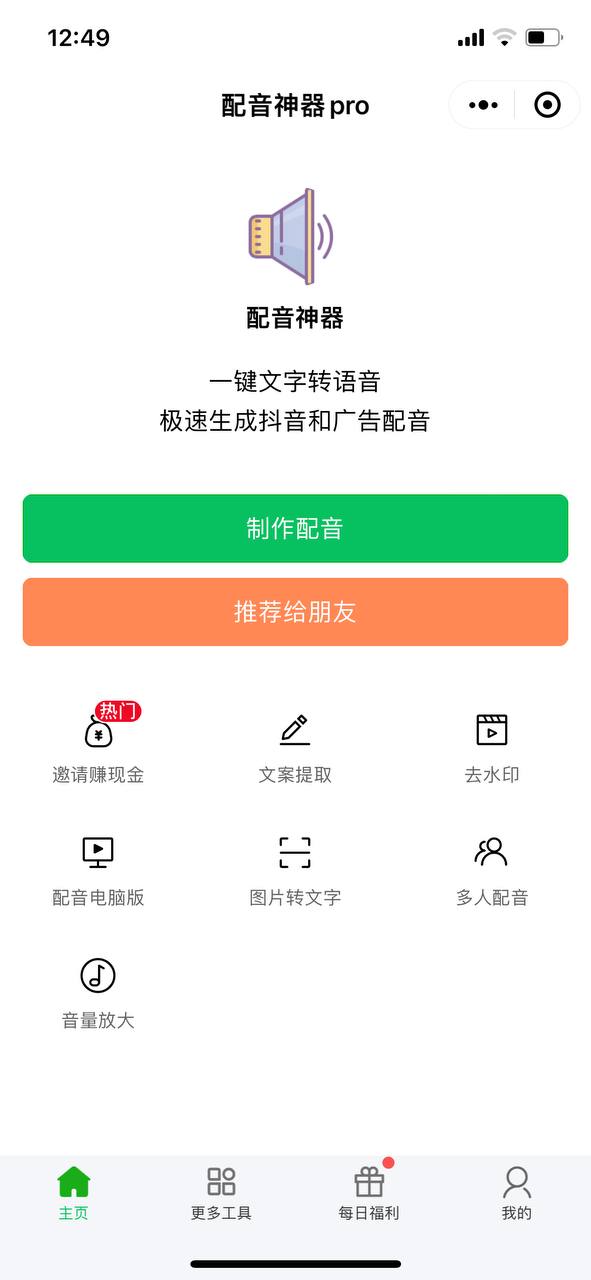 12:49
配音神器pro
配音神器
一键文字转语音
极速生成抖音和广告配音
制作配音
推荐给朋友
热门
邀请赚现金
文案提取
去水印
配音电脑版
图片转文字
多人配音
音量放大
主页
更多工具
每日福利
我的